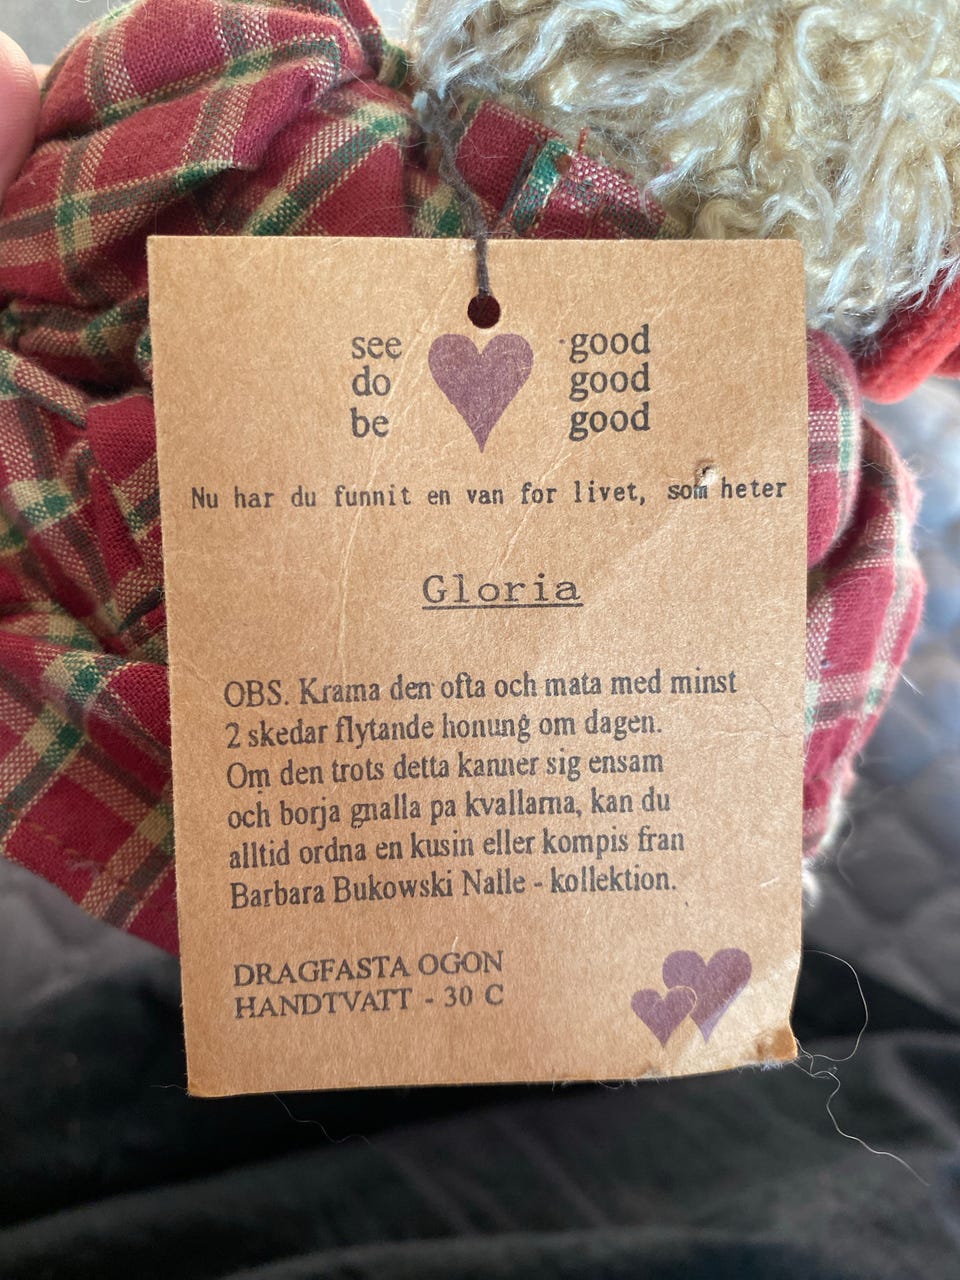 see good
do good
be good
Nu har du funnit en van for livet, som heter
Gloria
OBS. Krama den ofta och mata med minst
2 skedar flytande honung om dagen.
Om den trots detta kanner sig ensam
och borja gnalla pa kvallarna, kan du
alltid ordna en kusin eller kompis fran
Barbara Bukowski Nalle - kollektion.
DRAGFASTA OGON
HANDTVATT - 30 C